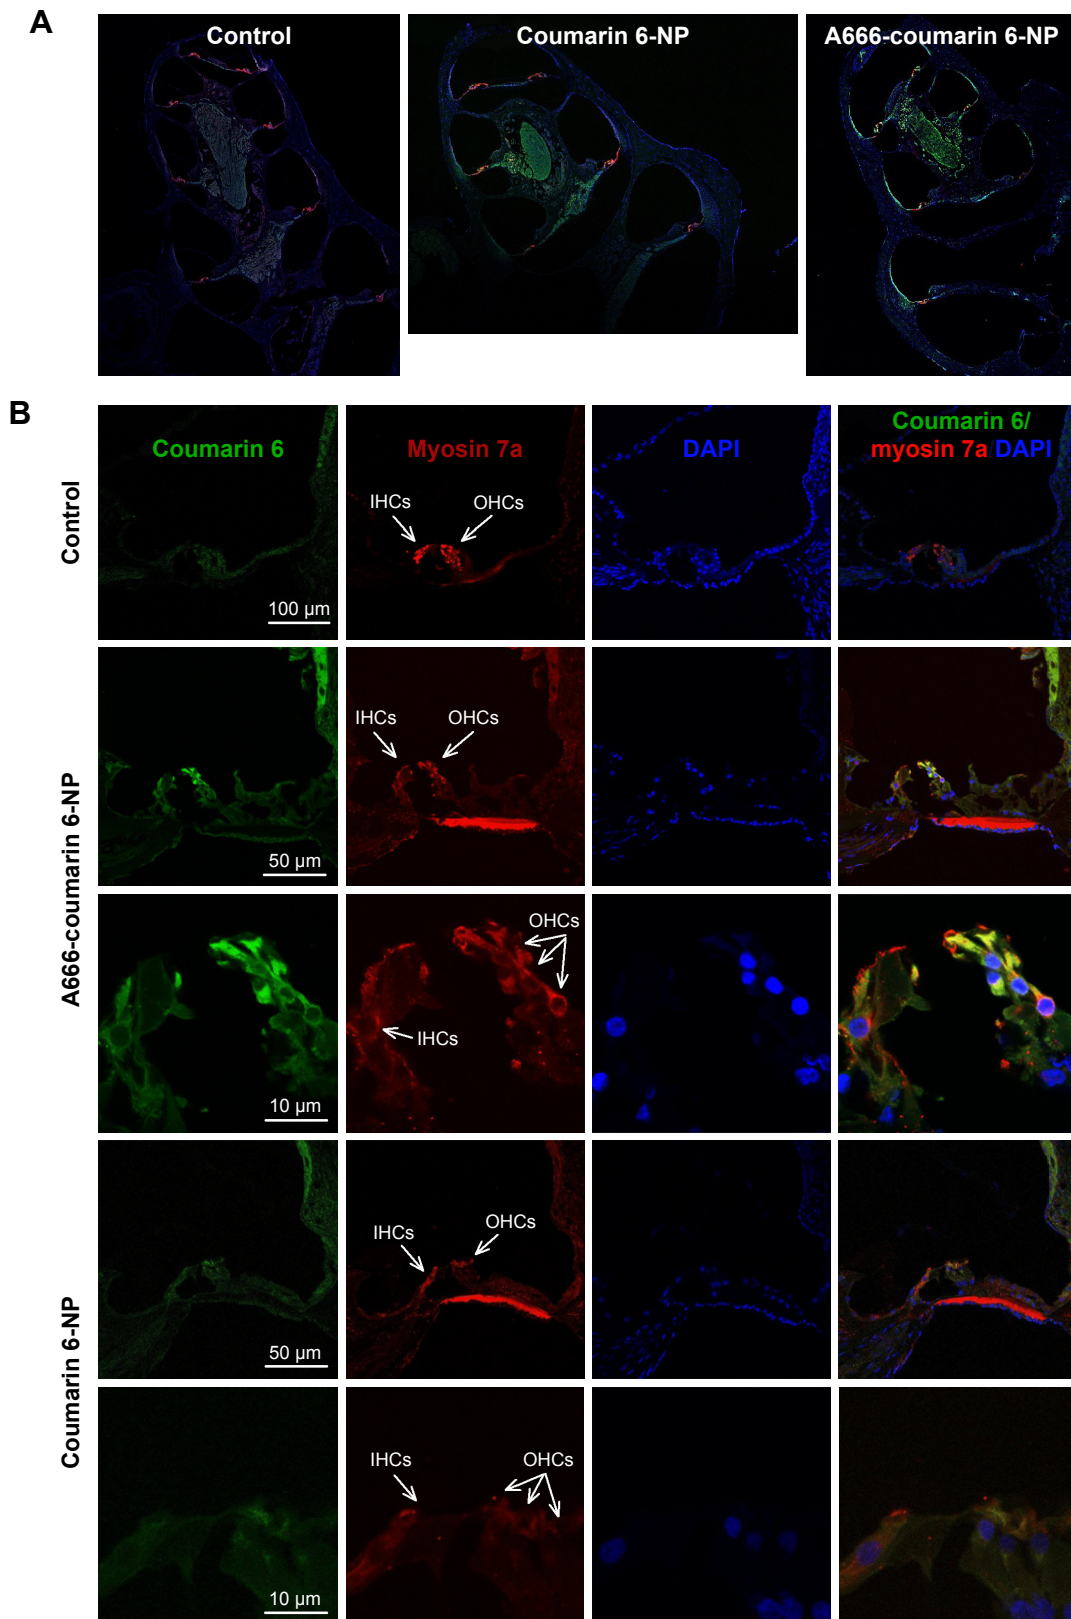 A
Control
Coumarin 6-NP
A666-coumarin 6-NP
B
Coumarin 6
Myosin 7a
DAPI
Coumarin 6/
myosin 7a/DAPI
Control
IHCs
OHCs
100 µm
A666-coumarin 6-NP
IHCs
OHCs
50 µm
OHCs
IHCs
10 µm
Coumarin 6-NP
IHCs
OHCs
50 µm
IHCs
OHCs
10 µm